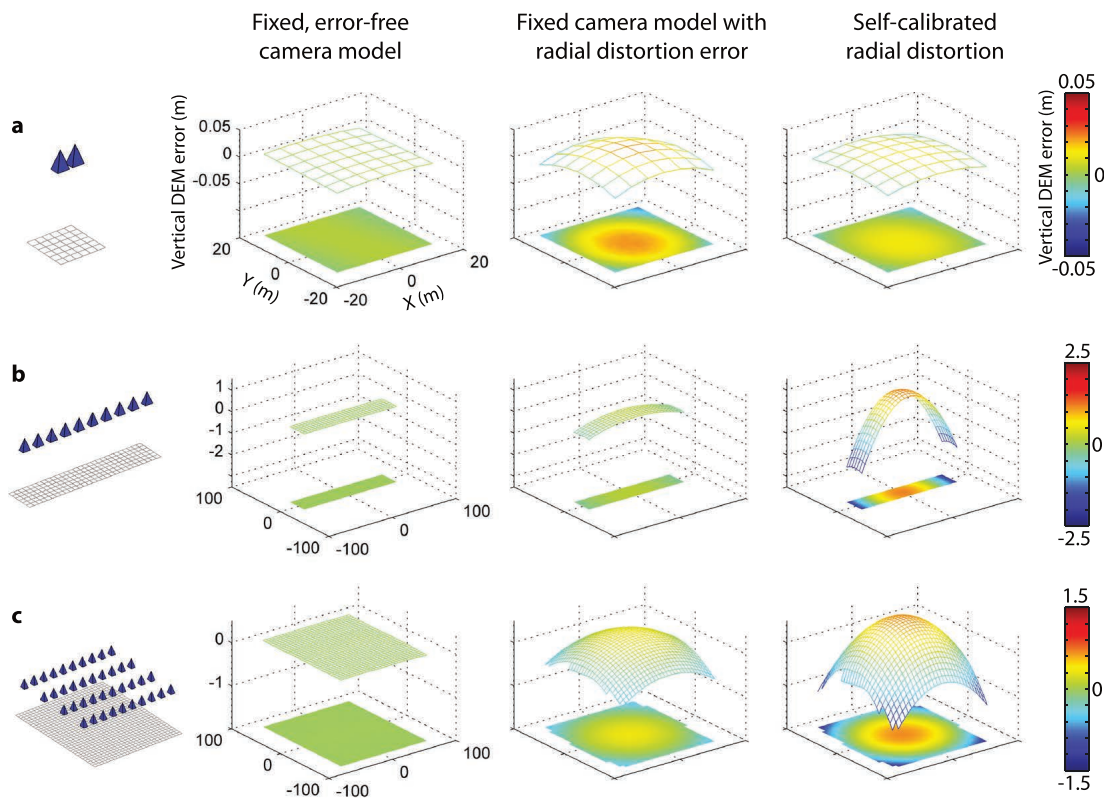 Fixed, error-free
camera model
Fixed camera model with
radial distortion error
Self-calibrated
radial distortion
a
Vertical DEM error (m)
0.05
0
-0.05
20
0
-20
Y (m)
-20
0
20
X (m)
Vertical DEM error (m)
0.05
0
-0.05
b
1
0
-1
-2
100
0
-100
-100
0
100
2.5
0
-2.5
c
0
-1
100
0
-100
-100
0
100
1.5
0
-1.5